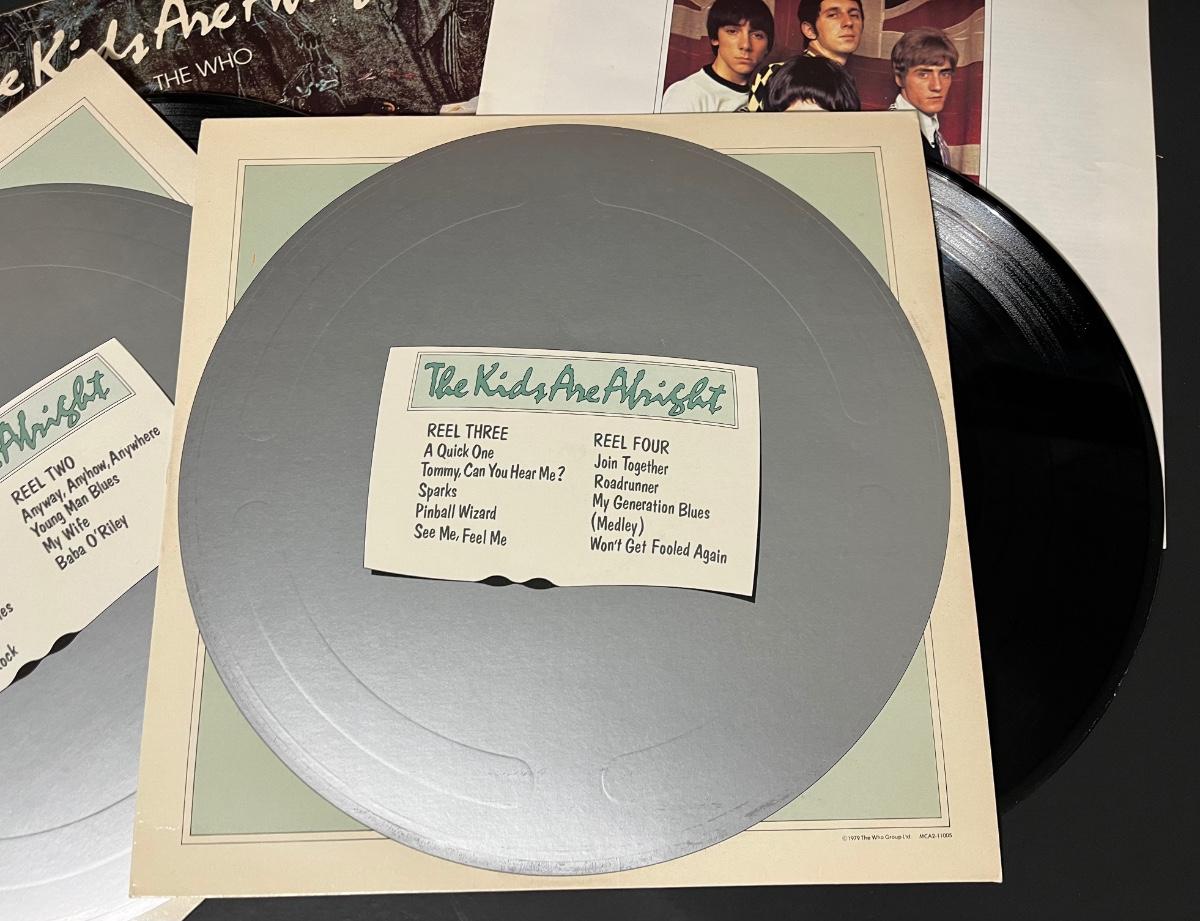 e Kids Are
THE WHO
Alright
REEL TWO
Anyway, Anyhow, Anywhere
Young Man Blues
My Wife
Baba O'Riley
The Kids Are Alright
REEL THREE
A Quick One
Tommy, Can You Hear Me?
Sparks
Pinball Wizard
See Me, Feel Me
REEL FOUR
Join Together
Roadrunner
My Generation Blues
(Medley)
Won't Get Fooled Again
©1979 The Who Group Ltd. MCA2-11005